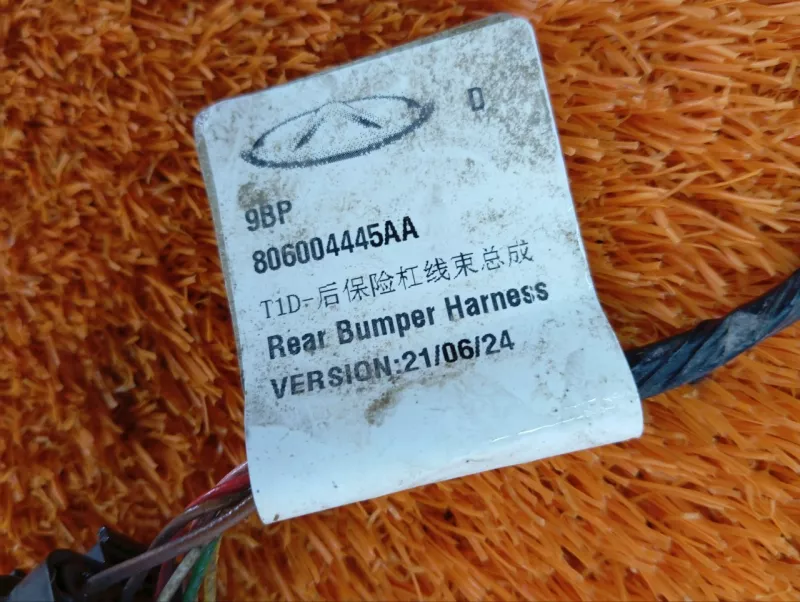 D
9BP
806004445AA
T1D-后保险杠线束总成
Rear Bumper Harness
VERSION:21/06/24